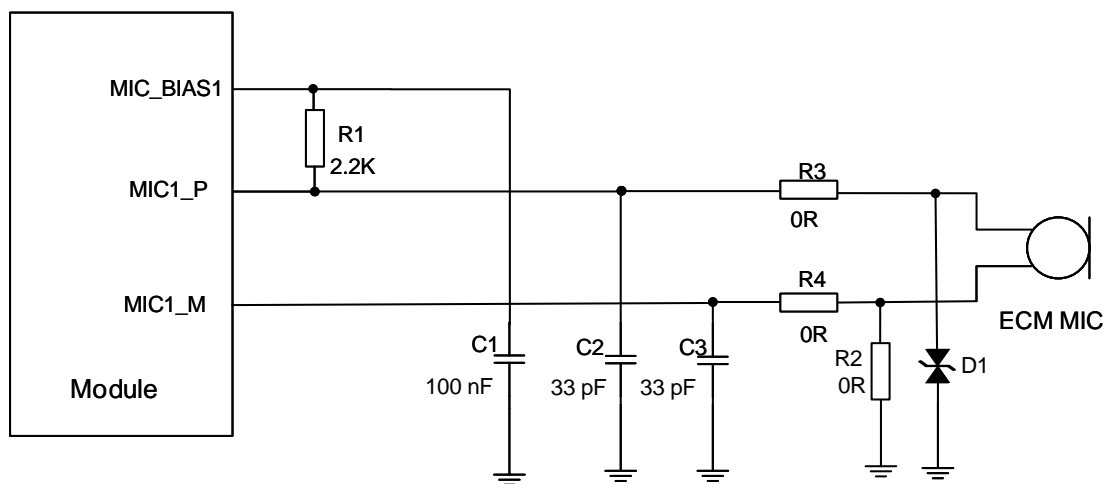 MIC_BIAS1
R1
2.2K
MIC1_P
R3
0R
MIC1_M
R4
0R
ECM MIC
C1
100 nF
C2
33 pF
C3
33 pF
R2
0R
D1
Module